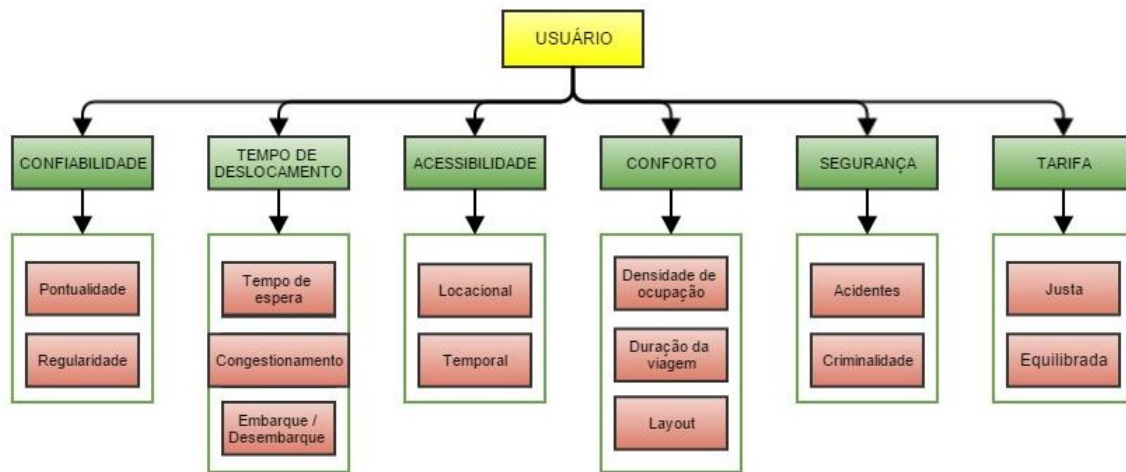 USUÁRIO
CONFIABILIDADE
TEMPO DE
DESLOCAMENTO
ACESSIBILIDADE
CONFORTO
SEGURANÇA
TARIFA
Pontualidade
Regularidade
Tempo de
espera
Congestionamento
Embarque /
Desembarque
Locacional
Temporal
Densidade de
ocupação
Duração da
viagem
Layout
Acidentes
Criminalidade
Justa
Equilibrada